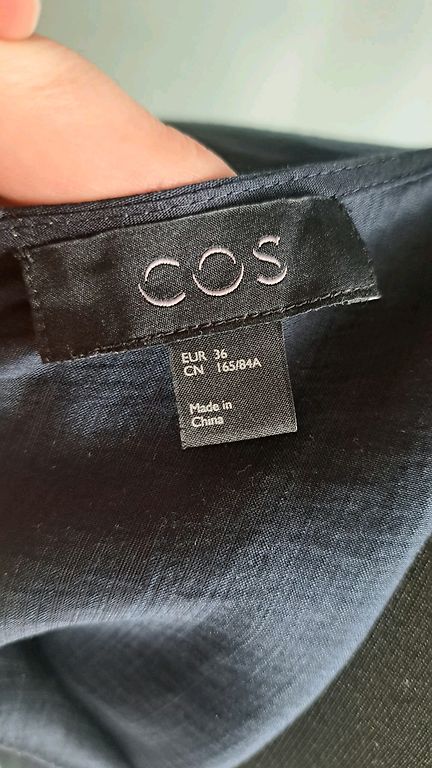 COS
EUR 36
CN 165/84A
Made in
China